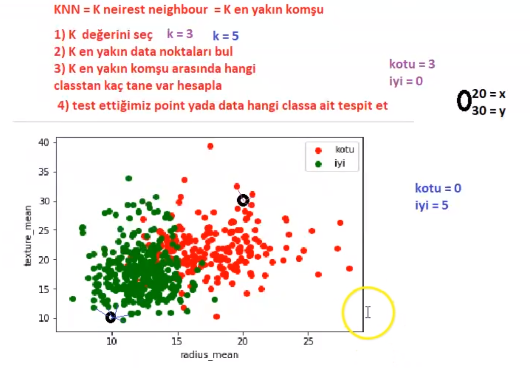 KNN = K neirest neighbour = K en yakın komşu
1) K değerini seç k = 3 k = 5
2) K en yakın data noktaları bul
3) K en yakın komşu arasında hangi
classtan kaç tane var hesapla
4) test ettiğimiz point yada data hangi classa ait tespit et
kotu = 3
iyi = 0
20 = x
30 = y
kotu = 0
iyi = 5
kotu
iyi
40
35
30
25
20
15
10
texture_mean
10 15 20 25
radius_mean